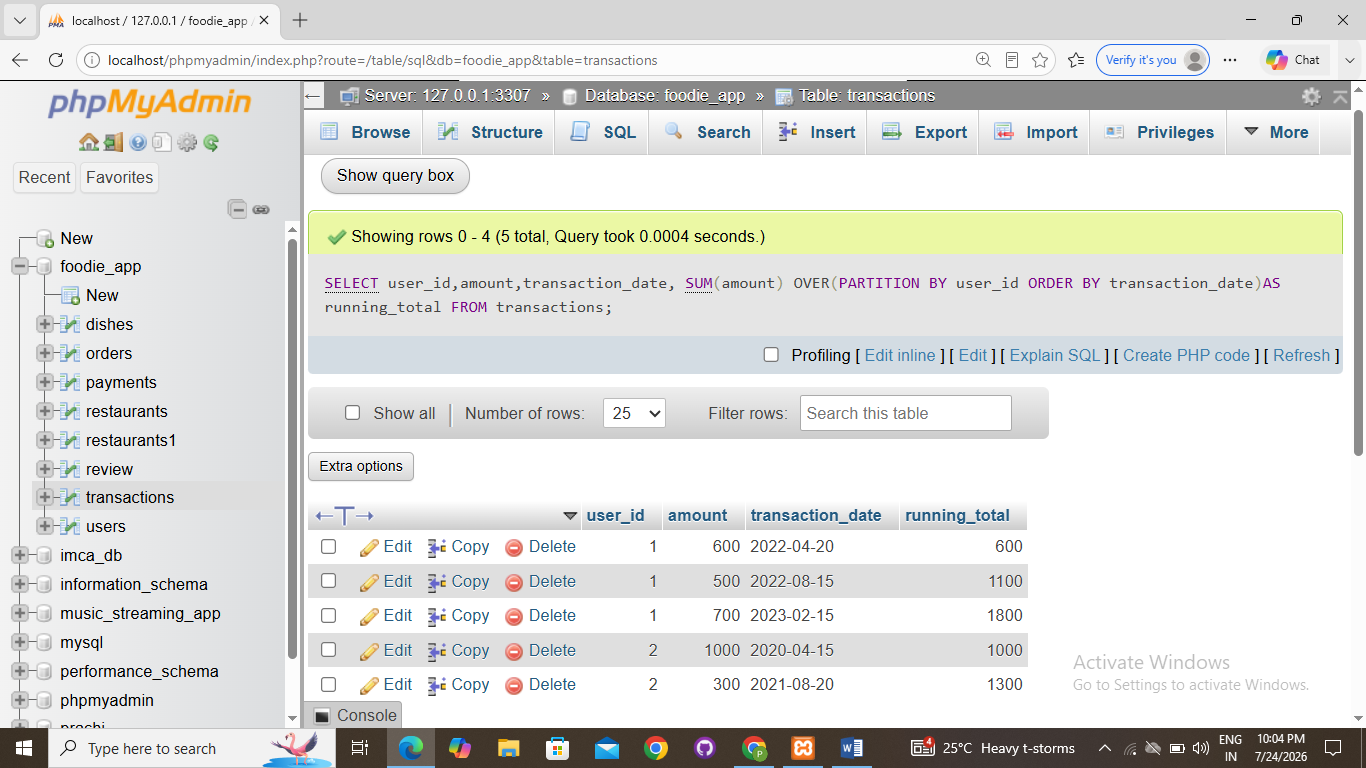 localhost / 127.0.0.1 / foodie_app
localhost/phpmyadmin/index.php?route=/table/sql&db=foodie_app&table=transactions
Verify it's you
Chat
phpMyAdmin
Recent Favorites
New
foodie_app
New
dishes
orders
payments
restaurants
restaurants1
review
transactions
users
imca_db
information_schema
music_streaming_app
mysql
performance_schema
phpmyadmin
prachi
Server: 127.0.0.1:3307 » Database: foodie_app » Table: transactions
Browse Structure SQL Search Insert Export Import Privileges More
Show query box
Showing rows 0 - 4 (5 total, Query took 0.0004 seconds.)
SELECT user_id,amount,transaction_date, SUM(amount) OVER(PARTITION BY user_id ORDER BY transaction_date)AS
running_total FROM transactions;
Profiling [ Edit inline ] [ Edit ] [ Explain SQL ] [ Create PHP code ] [ Refresh ]
Show all Number of rows: 25 Filter rows: Search this table
Extra options
user_id amount transaction_date running_total
Edit Copy Delete 1 600 2022-04-20 600
Edit Copy Delete 1 500 2022-08-15 1100
Edit Copy Delete 1 700 2023-02-15 1800
Edit Copy Delete 2 1000 2020-04-15 1000
Edit Copy Delete 2 300 2021-08-20 1300
Console
Activate Windows
Go to Settings to activate Windows.
Type here to search
4
25°C Heavy t-storms
ENG
IN
10:04 PM
7/24/2026